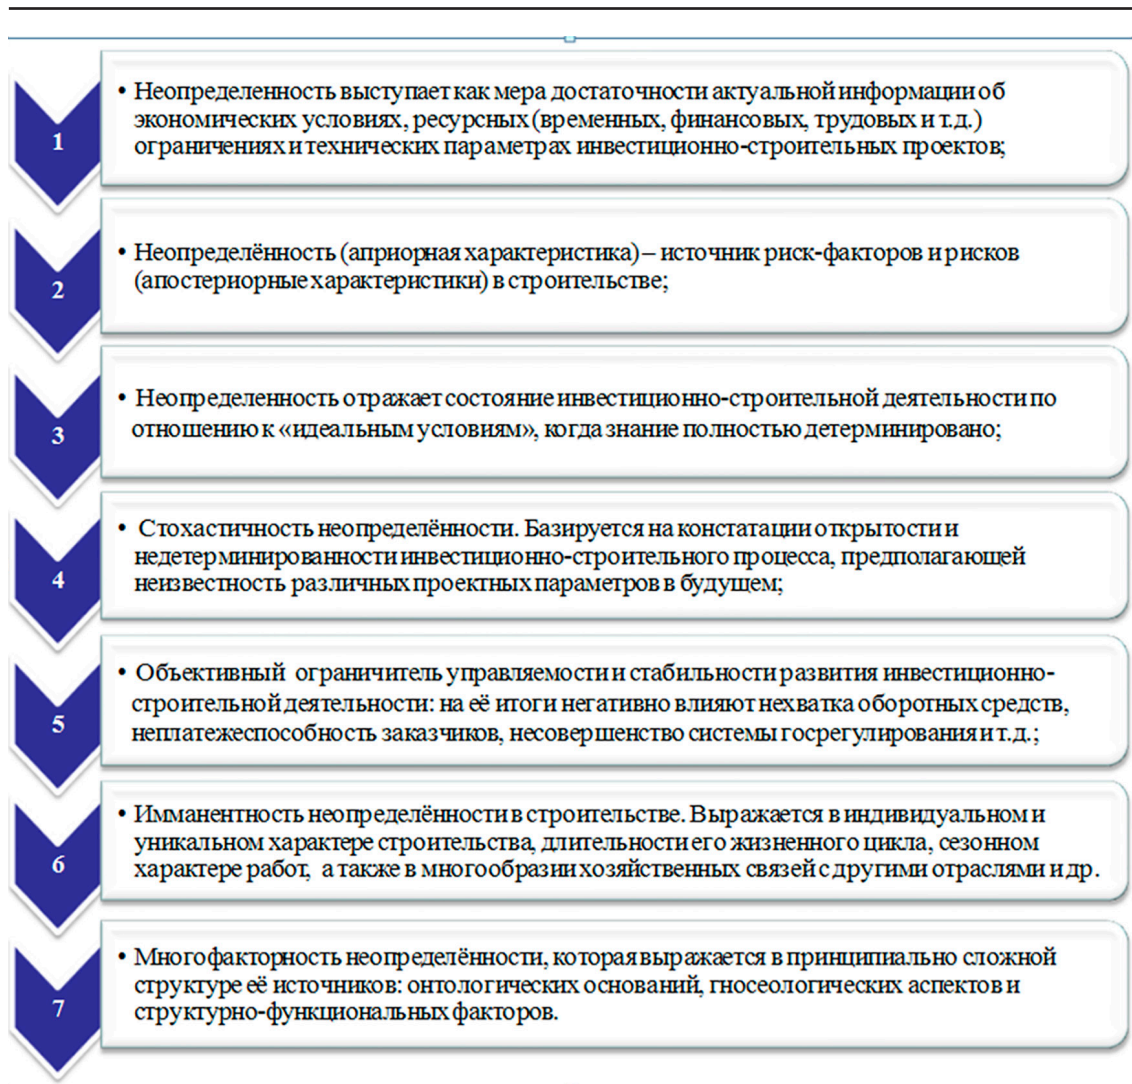 1
• Неопределенность выступает как мера достаточности актуальной информации об
экономических условиях, ресурсных (временных, финансовых, трудовых и т.д.)
ограничениях и технических параметрах инвестиционно-строительных проектов;
2
• Неопределённость (априорная характеристика) – источник риск-факторов и рисков
(апостериорные характеристики) в строительстве;
3
• Неопределенность отражает состояние инвестиционно-строительной деятельности по
отношению к «идеальным условиям», когда знание полностью детерминировано;
4
• Стохастичность неопределённости. Базируется на констатации открытости и
недетерминированности инвестиционно-строительного процесса, предполагающей
неизвестность различных проектных параметров в будущем;
5
• Объективный ограничитель управляемости и стабильности развития инвестиционно-
строительной деятельности: на её итоги негативно влияют нехватка оборотных средств,
неплатежеспособность заказчиков, несовершенство системы госрегулирования и т.д.;
6
• Имманентность неопределённости в строительстве. Выражается в индивидуальном и
уникальном характере строительства, длительности его жизненного цикла, сезонном
характере работ, а также в многообразии хозяйственных связей с другими отраслями и др.
7
• Многофакторность неопределённости, которая выражается в принципиально сложной
структуре её источников: онтологических оснований, гносеологических аспектов и
структурно-функциональных факторов.